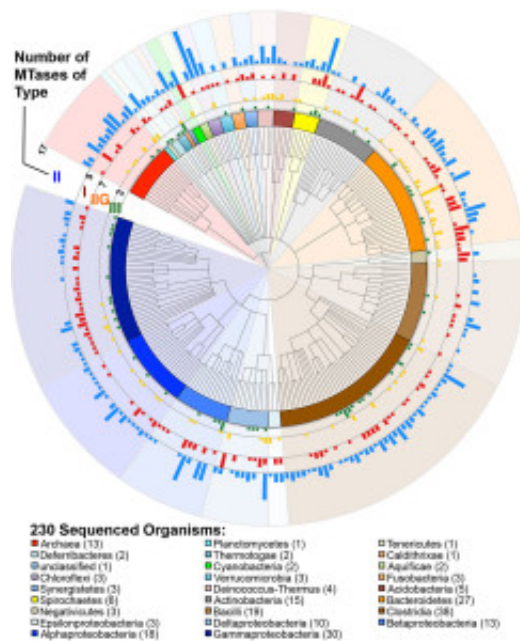 Number of
MTases of
Type
II
I
IIG
III
17
230 Sequenced Organisms:
Archaea (13)
Deferribacteres (2)
unclassified (1)
Chloroflexi (3)
Synergistetes (3)
Spirochaetes (6)
Negativicutes (3)
Epsilonproteobacteria (3)
Alphaproteobacteria (18)
Planctomycetes (1)
Thermotogae (2)
Cyanobacteria (2)
Verrucomicrobia (3)
Deinococcus-Thermus (4)
Actinobacteria (15)
Bacilli (19)
Deltaproteobacteria (10)
Gammaproteobacteria (30)
Tenericutes (1)
Caldithrixae (1)
Aquificae (2)
Fusobacteria (3)
Acidobacteria (5)
Bacteroidetes (27)
Clostridia (38)
Betaproteobacteria (13)